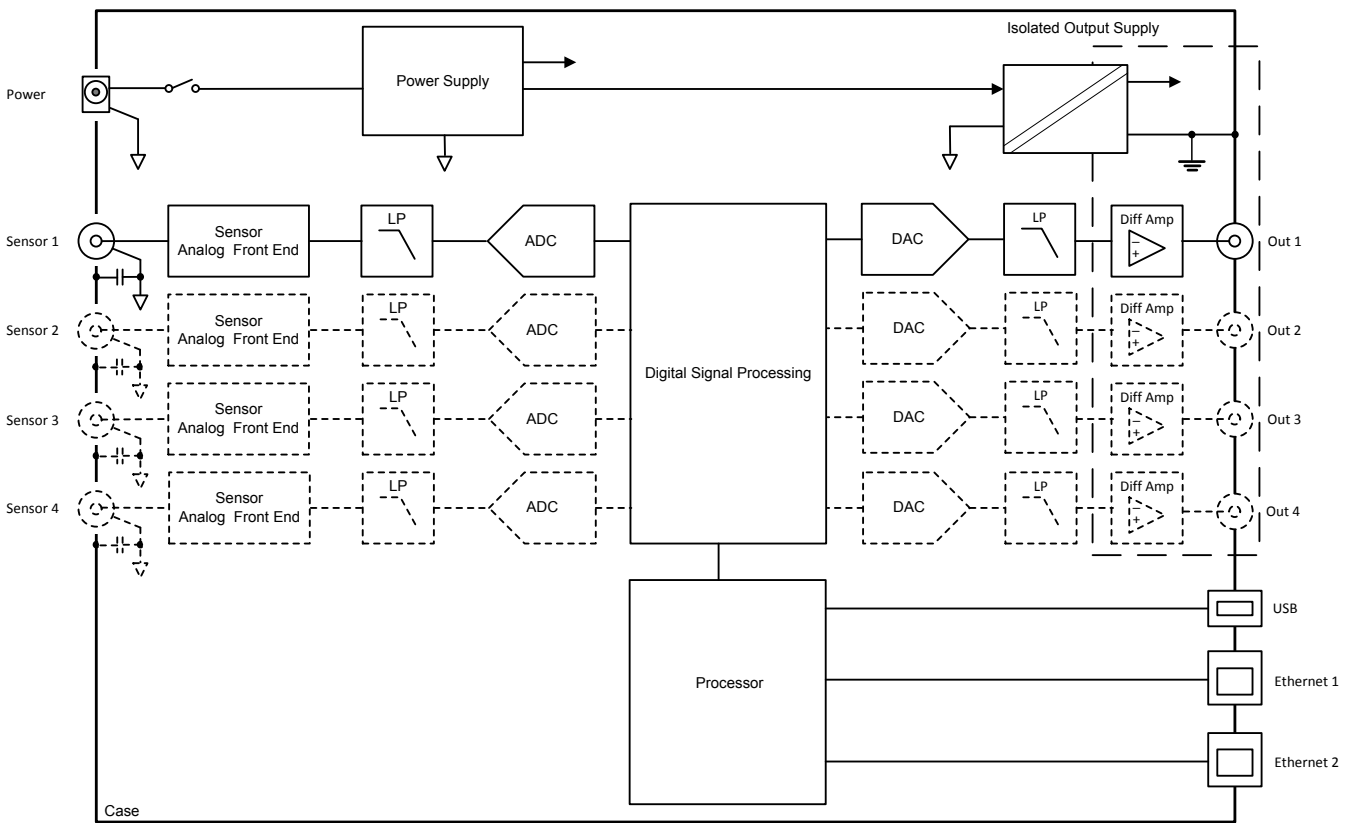 Isolated Output Supply
Power
Power Supply
Sensor 1
Sensor
Analog Front End
LP
ADC
DAC
LP
Diff Amp
−
+
Out 1
Sensor 2
Sensor
Analog Front End
LP
ADC
DAC
LP
Diff Amp
−
+
Out 2
Digital Signal Processing
Sensor 3
Sensor
Analog Front End
LP
ADC
DAC
LP
Diff Amp
−
+
Out 3
Sensor 4
Sensor
Analog Front End
LP
ADC
DAC
LP
Diff Amp
−
+
Out 4
USB
Processor
Ethernet 1
Ethernet 2
Case